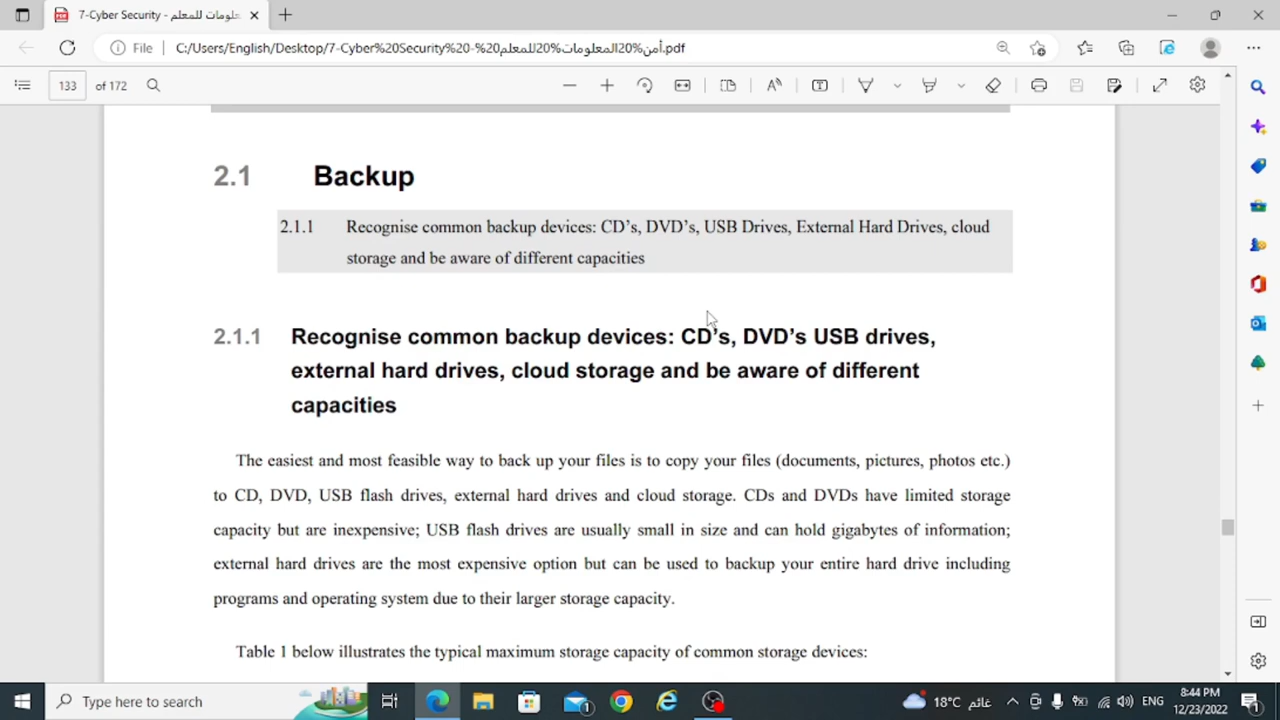 7-Cyber Security - أمن المعلومات للمعلم
File
C:/Users/English/Desktop/7-Cyber%20Security%20-%20أمن%20المعلومات%20للمعلم.pdf
133
of 172
2.1 Backup
2.1.1 Recognise common backup devices: CD's, DVD's, USB Drives, External Hard Drives, cloud
storage and be aware of different capacities
2.1.1 Recognise common backup devices: CD's, DVD's USB drives,
external hard drives, cloud storage and be aware of different
capacities
The easiest and most feasible way to back up your files is to copy your files (documents, pictures, photos etc.)
to CD, DVD, USB flash drives, external hard drives and cloud storage. CDs and DVDs have limited storage
capacity but are inexpensive; USB flash drives are usually small in size and can hold gigabytes of information;
external hard drives are the most expensive option but can be used to backup your entire hard drive including
programs and operating system due to their larger storage capacity.
Table 1 below illustrates the typical maximum storage capacity of common storage devices:
Type here to search
1
18°C غائم
ENG
8:44 PM
12/23/2022
1